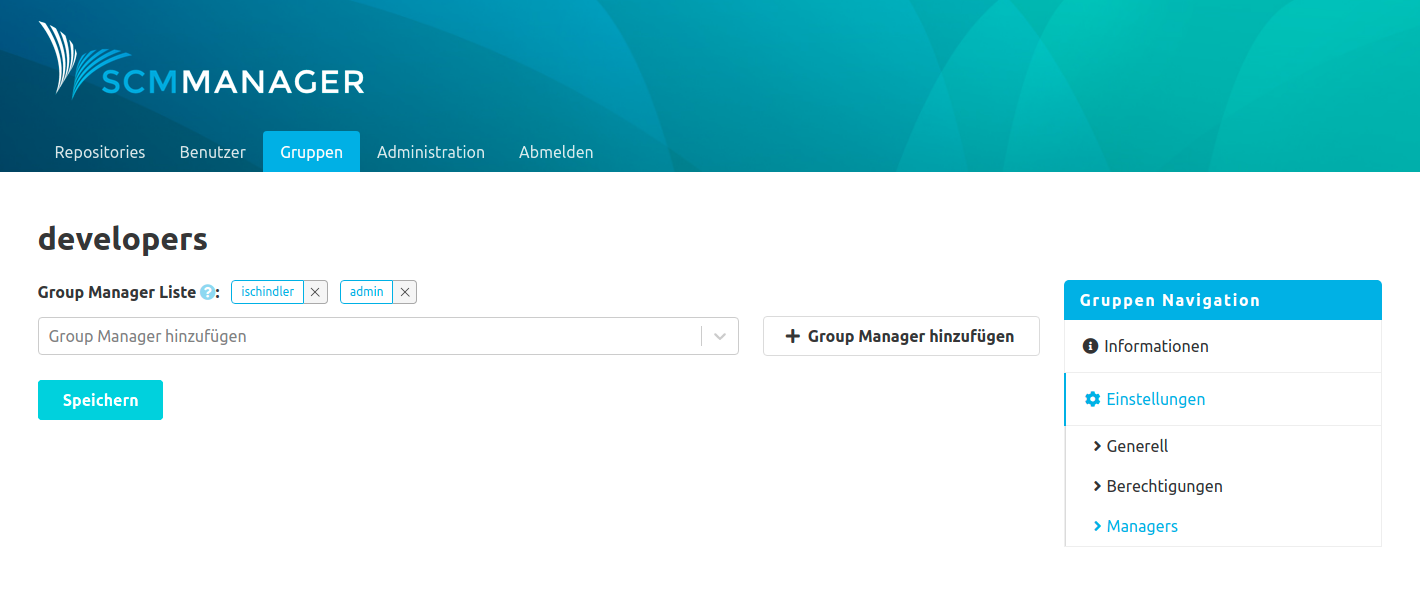 SCMMANAGER
Repositories Benutzer Gruppen Administration Abmelden
developers
Group Manager Liste ?: ischindler × admin ×
Group Manager hinzufügen
+ Group Manager hinzufügen
Speichern
Gruppen Navigation
Informationen
Einstellungen
Generell
Berechtigungen
Managers